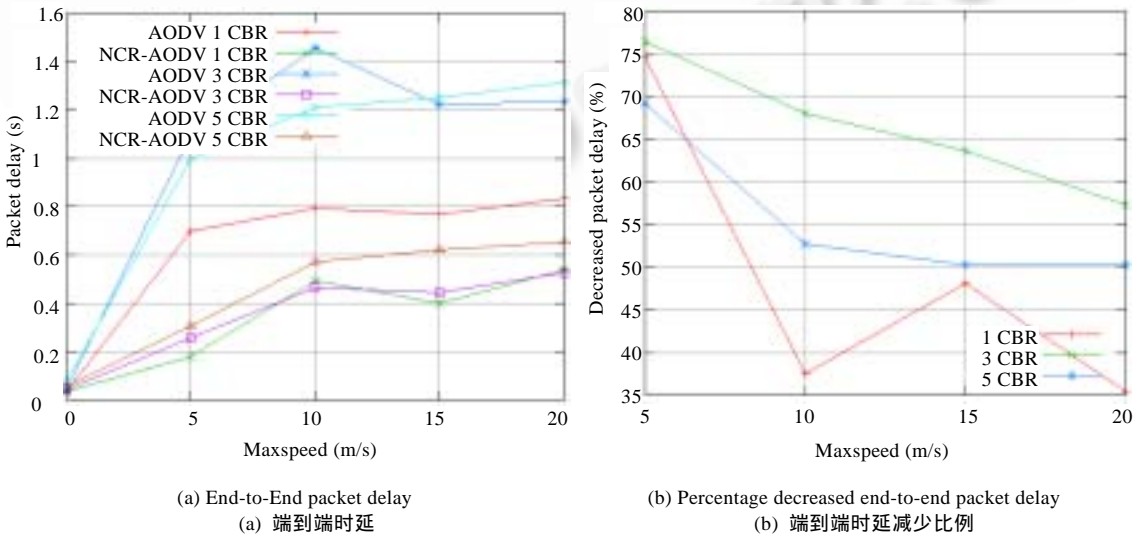 1.6
1.4
1.2
1
0.8
0.6
0.4
0.2
0
Packet delay (s)
AODV 1 CBR
NCR-AODV 1 CBR
AODV 3 CBR
NCR-AODV 3 CBR
AODV 5 CBR
NCR-AODV 5 CBR
0 5 10 15 20
Maxspeed (m/s)
(a) End-to-End packet delay
(a) 端到端时延
80
75
70
65
60
55
50
45
40
35
Decreased packet delay (%)
1 CBR
3 CBR
5 CBR
5 10 15 20
Maxspeed (m/s)
(b) Percentage decreased end-to-end packet delay
(b) 端到端时延减少比例